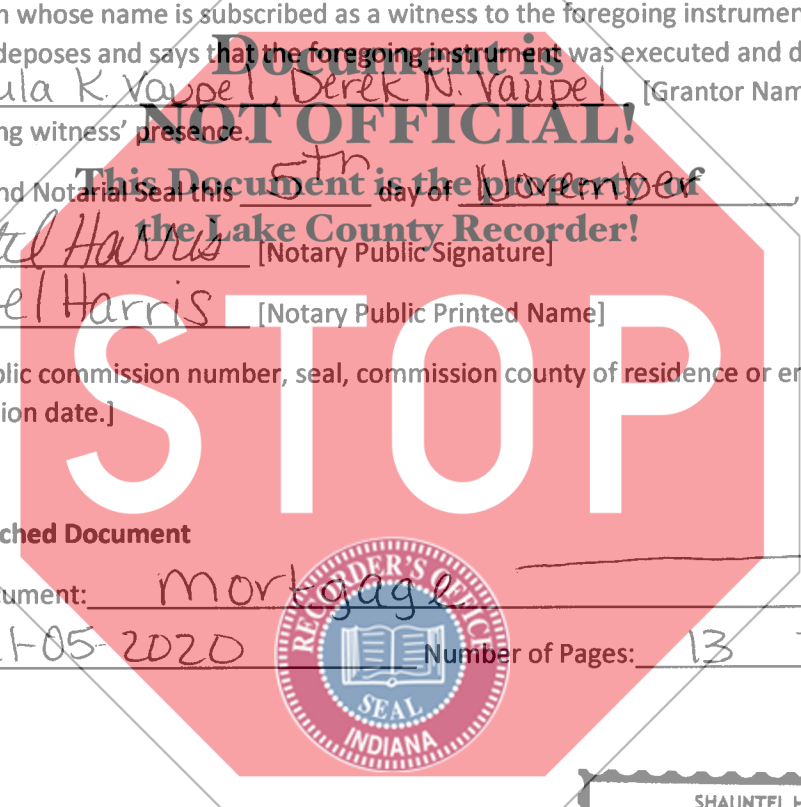 n whose name is subscribed as a witness to the foregoing instrumen
deposes and says that the foregoing instrument was executed and d
Document is
ula K. Vaupel, Derek N. Vaupel [Grantor Nam
NOT OFFICIAL!
ng witness’ presence.
This Document is the property of
nd Notarial Seal this 5th day of November,
the Lake County Recorder!
tel Harris [Notary Public Signature]
el Harris [Notary Public Printed Name]
STOP
blic commission number, seal, commission county of residence or en
ion date.]
ched Document
cument: mortgage
11-05-2020 Number of Pages: 13
RECORDER'S OFFICE
SEAL
INDIANA
SHAUNTEL H